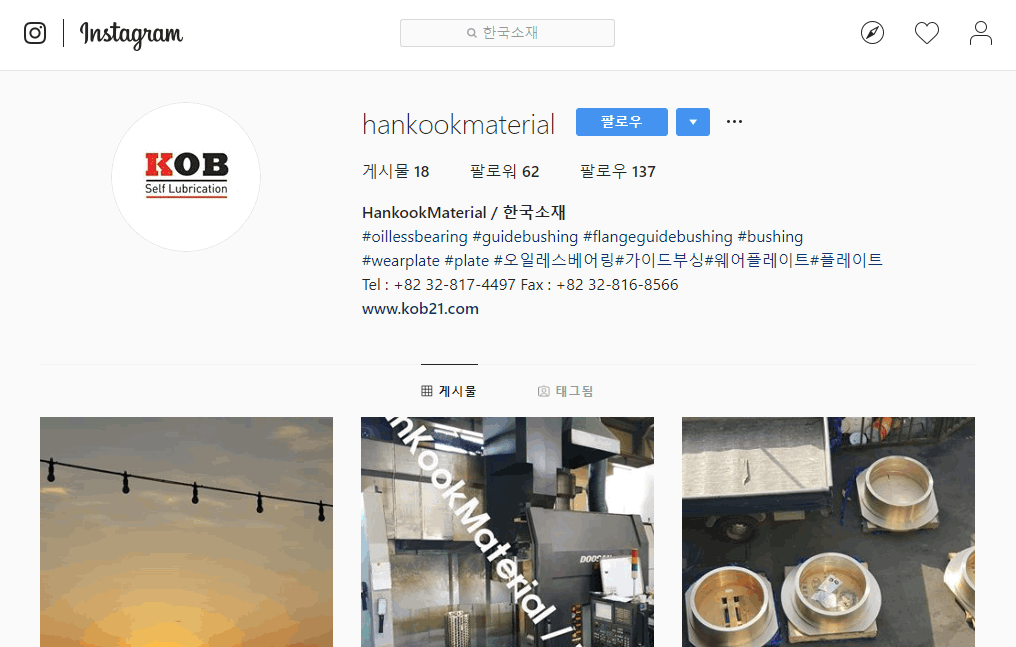 Instagram
한국소재
hankookmaterial
팔로우
KOB
Self Lubrication
게시물 18 팔로워 62 팔로우 137
HankookMaterial / 한국소재
#oillessbearing #guidebushing #flangeguidebushing #bushing
#wearplate #plate #오일레스베어링#가이드부싱#웨어플레이트#플레이트
Tel : +82 32-817-4497 Fax : +82 32-816-8566
www.kob21.com
게시물 태그됨
HankookMaterial /